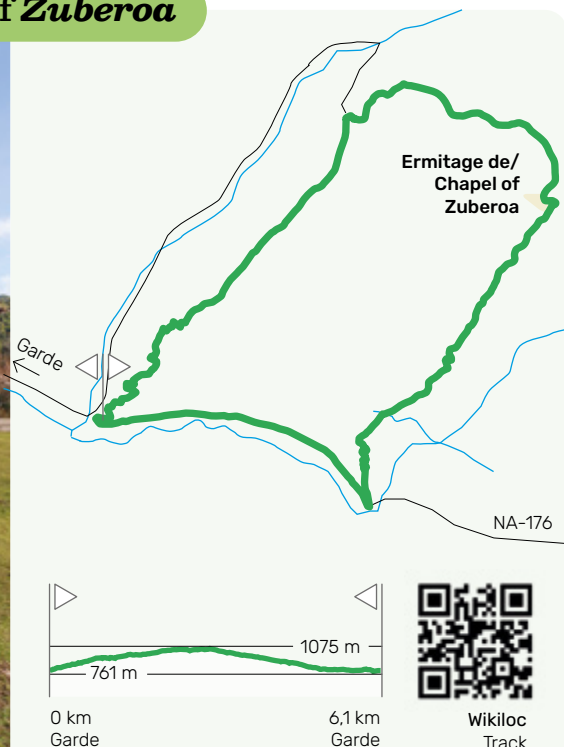 f Zuberoa
Ermitage de/
Chapel of
Zuberoa
Garde
NA-176
1075 m
761 m
0 km
Garde
6,1 km
Garde
Wikiloc
Track